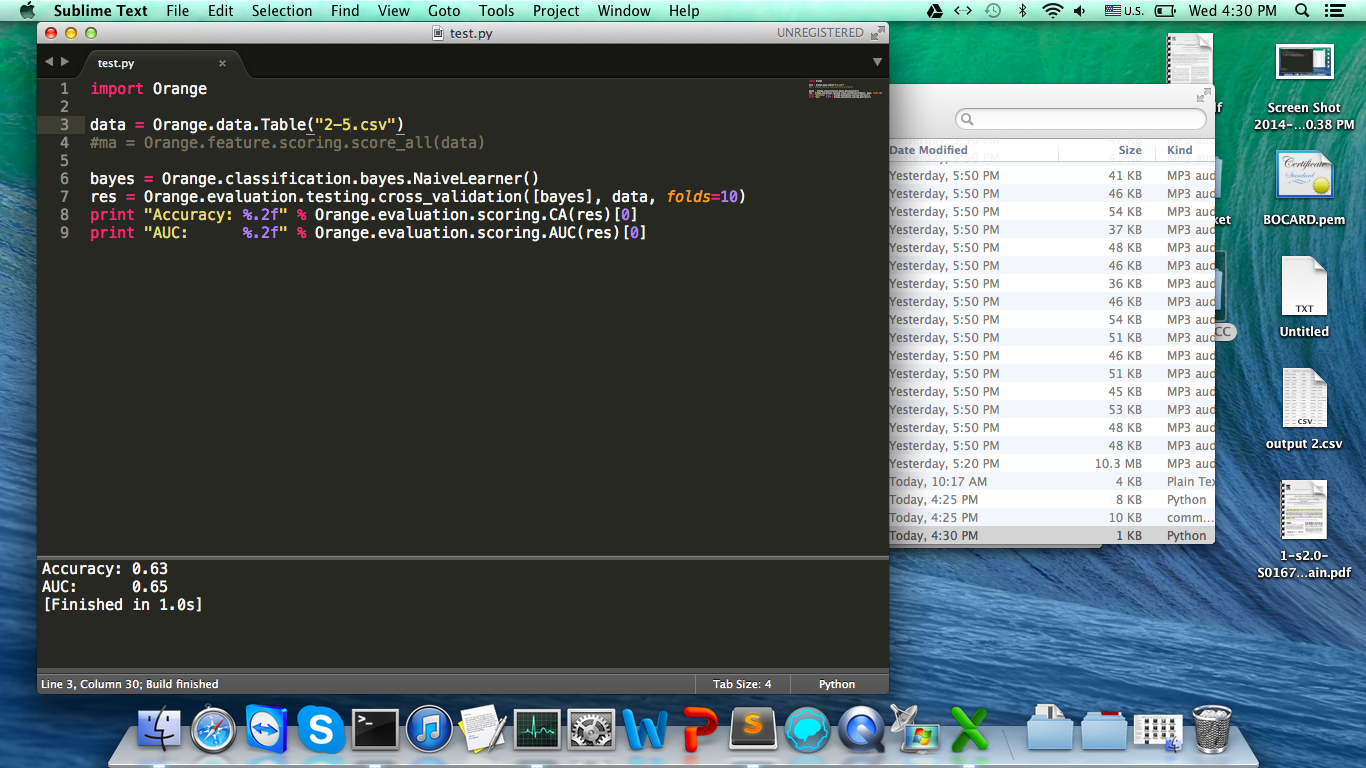 Sublime Text File Edit Selection Find View Goto Tools Project Window Help U.S. Wed 4:30 PM
test.py UNREGISTERED
test.py
1 import Orange
2
3 data = Orange.data.Table("2-5.csv")
4 #ma = Orange.feature.scoring.score_all(data)
5
6 bayes = Orange.classification.bayes.NaiveLearner()
7 res = Orange.evaluation.testing.cross_validation([bayes], data, folds=10)
8 print "Accuracy: %.2f" % Orange.evaluation.scoring.CA(res)[0]
9 print "AUC:      %.2f" % Orange.evaluation.scoring.AUC(res)[0]
Accuracy: 0.63
AUC:      0.65
[Finished in 1.0s]
Line 3, Column 30; Build finished Tab Size: 4 Python
Date Modified Size Kind
Yesterday, 5:50 PM 41 KB MP3 aud
Yesterday, 5:50 PM 46 KB MP3 aud
Yesterday, 5:50 PM 54 KB MP3 aud
Yesterday, 5:50 PM 37 KB MP3 aud
Yesterday, 5:50 PM 48 KB MP3 aud
Yesterday, 5:50 PM 46 KB MP3 aud
Yesterday, 5:50 PM 36 KB MP3 aud
Yesterday, 5:50 PM 46 KB MP3 aud
Yesterday, 5:50 PM 54 KB MP3 aud
Yesterday, 5:50 PM 51 KB MP3 aud
Yesterday, 5:50 PM 46 KB MP3 aud
Yesterday, 5:50 PM 51 KB MP3 aud
Yesterday, 5:50 PM 45 KB MP3 aud
Yesterday, 5:50 PM 53 KB MP3 aud
Yesterday, 5:50 PM 48 KB MP3 aud
Yesterday, 5:50 PM 48 KB MP3 aud
Yesterday, 5:20 PM 10.3 MB MP3 aud
Today, 10:17 AM 4 KB Plain Tex
Today, 4:25 PM 8 KB Python
Today, 4:25 PM 10 KB comm...
Today, 4:30 PM 1 KB Python
ket
CC
Screen Shot
2014-...0.38 PM
Certificate
Standard
BOCARD.pem
TXT
Untitled
CSV
output 2.csv
1-s2.0-
S0167...ain.pdf